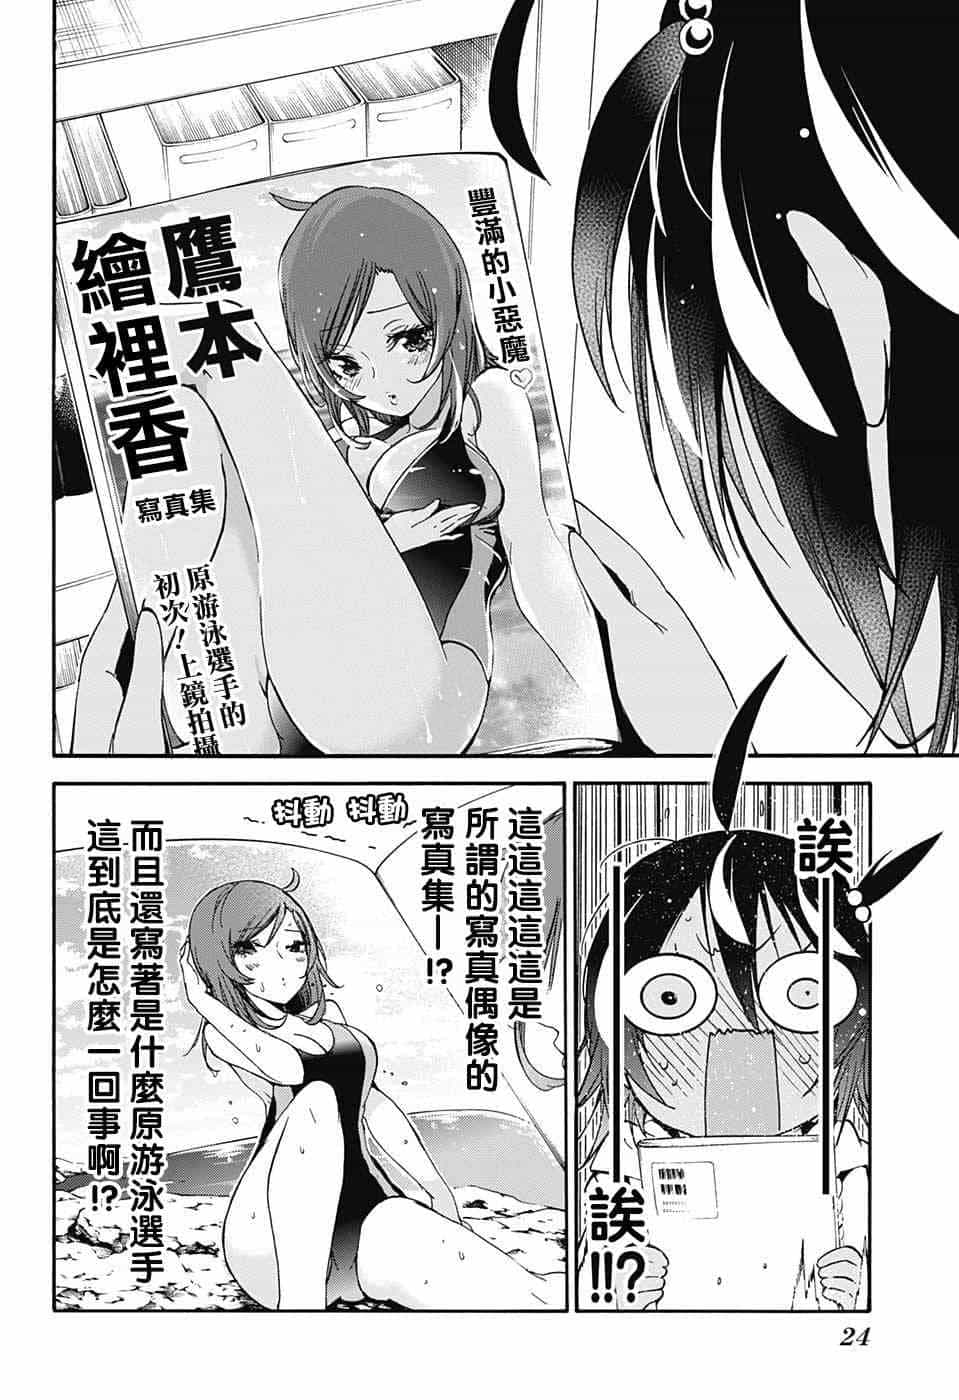 豐滿的小惡魔♡
鷹本
繪裡香
寫真集
原游泳選手的
初次！上鏡拍攝
誒
誒!!?
抖動 抖動
這這這這這是
所謂的寫真偶像的
寫真集—!?
而且還寫著是什麼原游泳選手
這到底是怎麼一回事啊!?
24